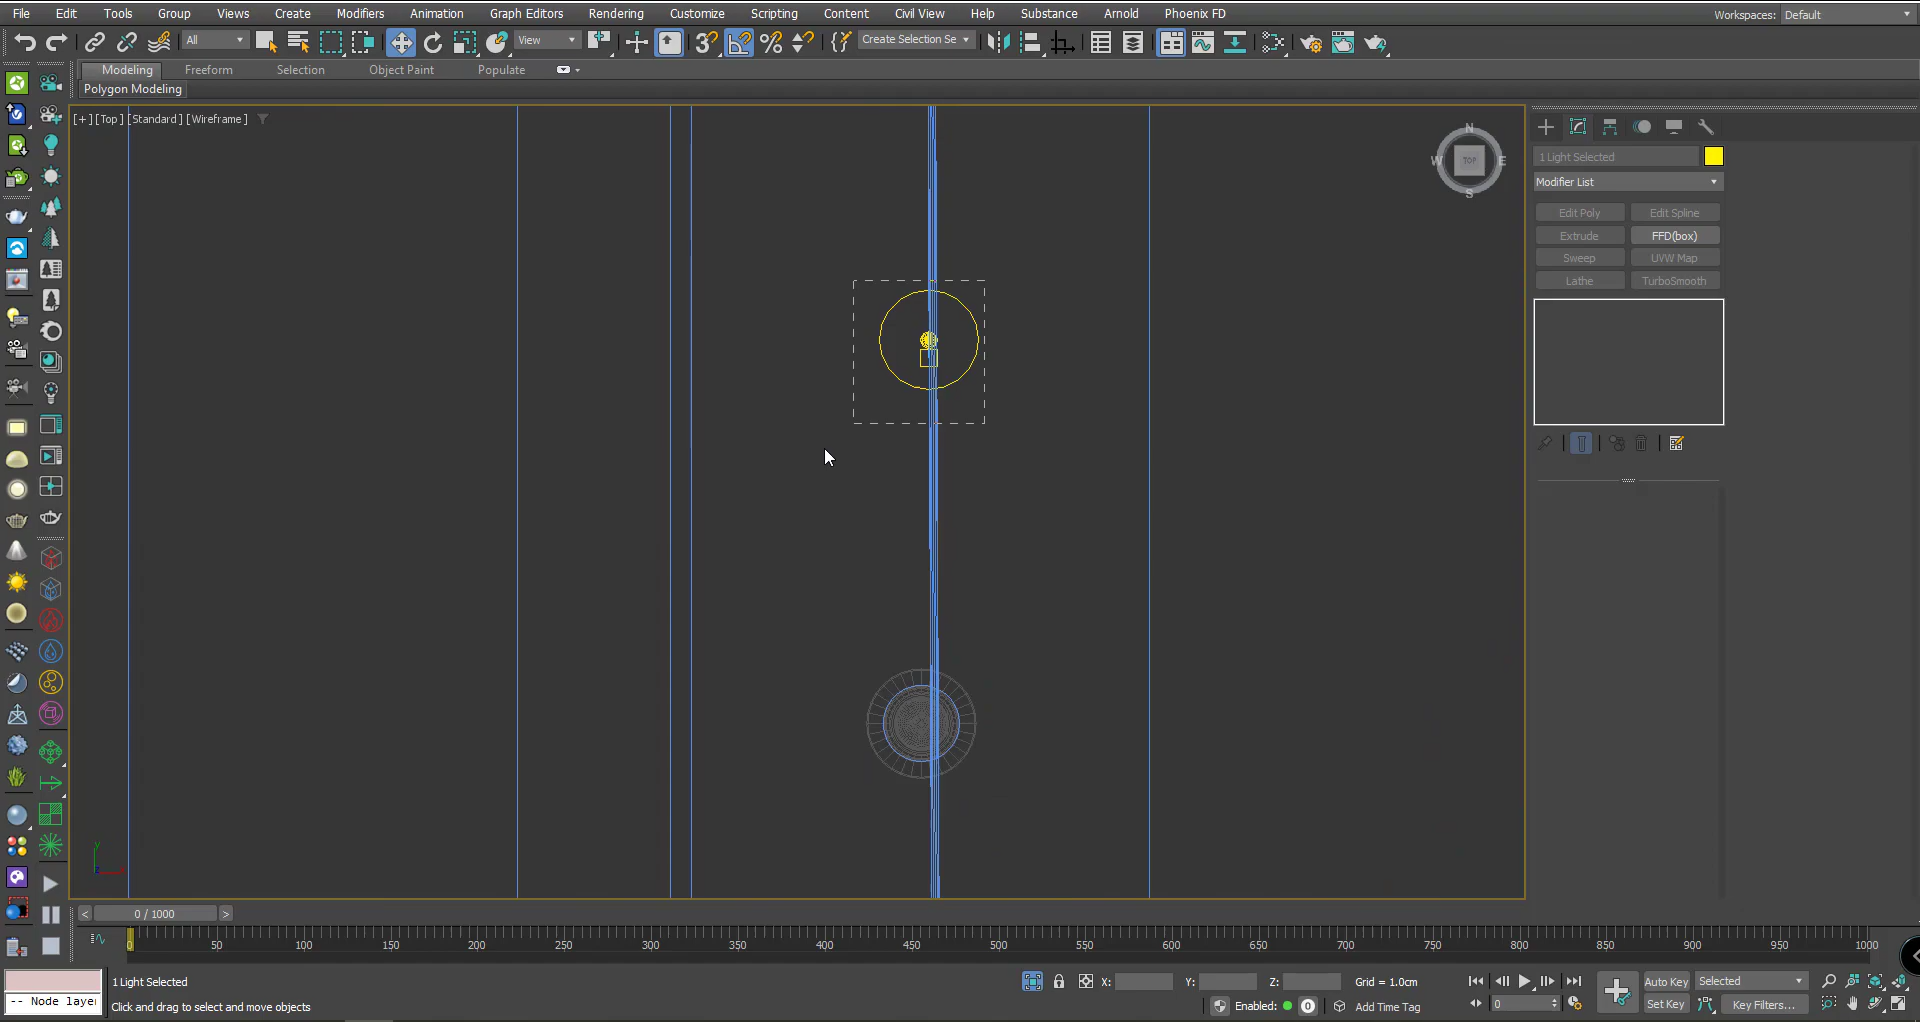 File Edit Tools Group Views Create Modifiers Animation Graph Editors Rendering Customize Scripting Content Civil View Help Substance Arnold Phoenix FD Workspaces: Default
All View Create Selection Se
Modeling Freeform Selection Object Paint Populate
Polygon Modeling
[+] [Top] [Standard] [Wireframe]
N
W TOP E
S
1 Light Selected
Modifier List
Edit Poly Edit Spline
Extrude FFD(box)
Sweep UVW Map
Lathe TurboSmooth
< 0 / 1000 >
0 50 100 150 200 250 300 350 400 450 500 550 600 650 700 750 800 850 900 950 1000
1 Light Selected X: Y: Z: Grid = 1.0cm Auto Key Selected
-- Node laye Click and drag to select and move objects Enabled: 0 Add Time Tag 0 Set Key Key Filters...